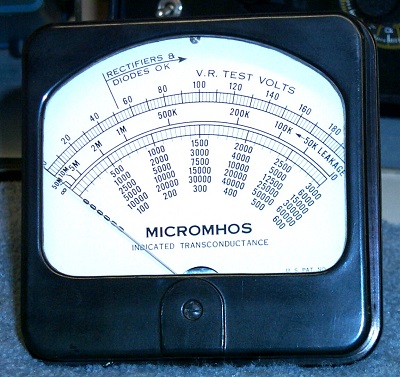 RECTIFIERS &
DIODES OK
V. R. TEST VOLTS
20 40 60 80 100 120 140 160 180
5M 2M 1M 500K 200K 100K 50K LEAKAGE
500 1000 1500 2000 2500 3000
1000 2000 3000 4000 5000 6000
2500 5000 7500 10000 12500 15000
5000 10000 15000 20000 25000 30000
10000 20000 30000 40000 50000 60000
100 200 300 400 500 600
MICROMHOS
INDICATED TRANSCONDUCTANCE
U.S. PAT.